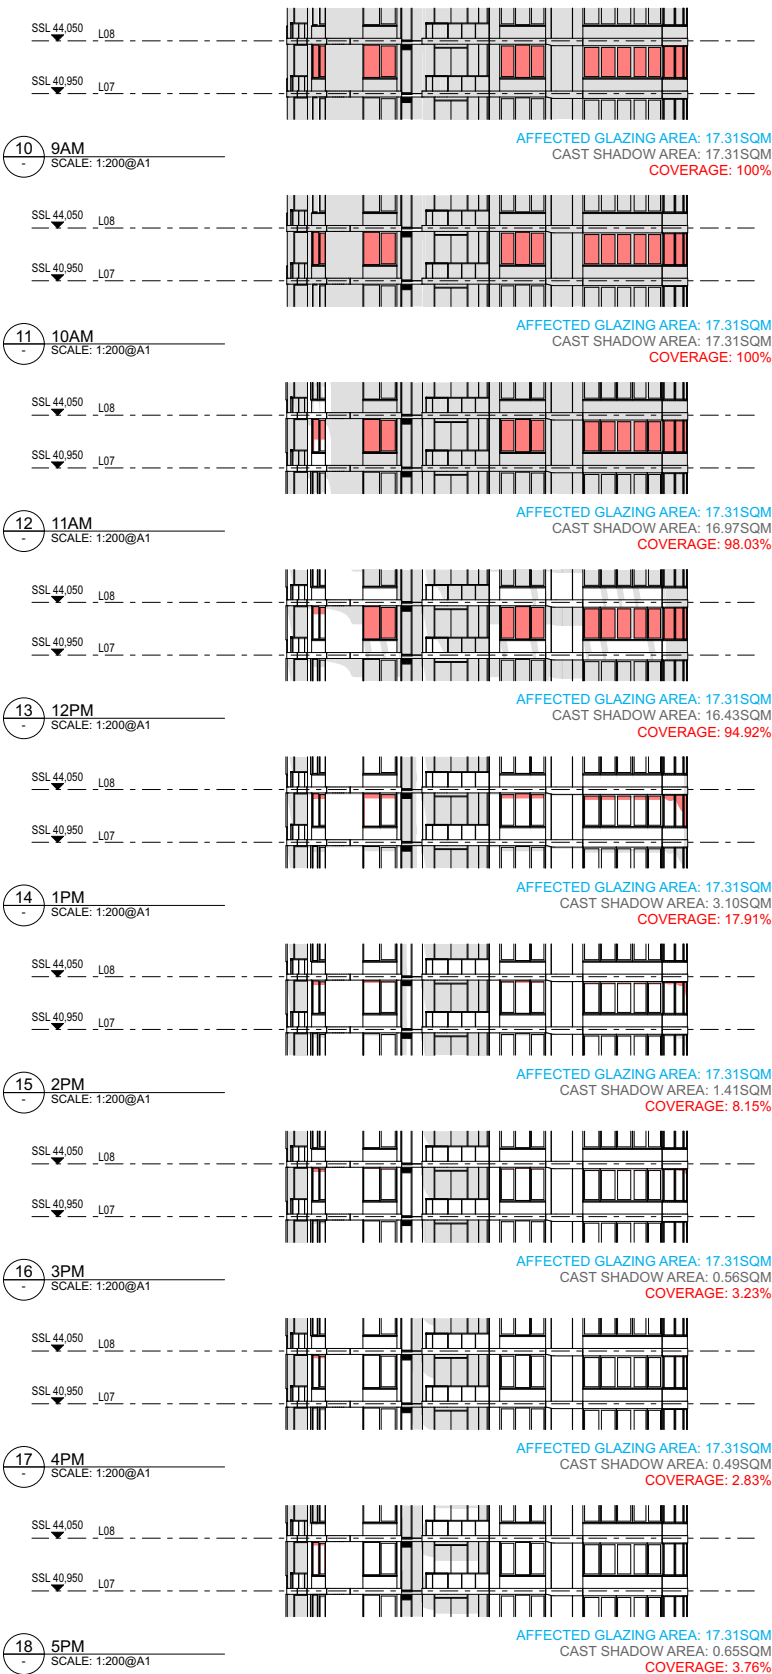 SSL 44,050 L08
SSL 40,950 L07
10 9AM
- SCALE: 1:200@A1
AFFECTED GLAZING AREA: 17.31SQM
CAST SHADOW AREA: 17.31SQM
COVERAGE: 100%
SSL 44,050 L08
SSL 40,950 L07
11 10AM
- SCALE: 1:200@A1
AFFECTED GLAZING AREA: 17.31SQM
CAST SHADOW AREA: 17.31SQM
COVERAGE: 100%
SSL 44,050 L08
SSL 40,950 L07
12 11AM
- SCALE: 1:200@A1
AFFECTED GLAZING AREA: 17.31SQM
CAST SHADOW AREA: 16.97SQM
COVERAGE: 98.03%
SSL 44,050 L08
SSL 40,950 L07
13 12PM
- SCALE: 1:200@A1
AFFECTED GLAZING AREA: 17.31SQM
CAST SHADOW AREA: 16.43SQM
COVERAGE: 94.92%
SSL 44,050 L08
SSL 40,950 L07
14 1PM
- SCALE: 1:200@A1
AFFECTED GLAZING AREA: 17.31SQM
CAST SHADOW AREA: 3.10SQM
COVERAGE: 17.91%
SSL 44,050 L08
SSL 40,950 L07
15 2PM
- SCALE: 1:200@A1
AFFECTED GLAZING AREA: 17.31SQM
CAST SHADOW AREA: 1.41SQM
COVERAGE: 8.15%
SSL 44,050 L08
SSL 40,950 L07
16 3PM
- SCALE: 1:200@A1
AFFECTED GLAZING AREA: 17.31SQM
CAST SHADOW AREA: 0.56SQM
COVERAGE: 3.23%
SSL 44,050 L08
SSL 40,950 L07
17 4PM
- SCALE: 1:200@A1
AFFECTED GLAZING AREA: 17.31SQM
CAST SHADOW AREA: 0.49SQM
COVERAGE: 2.83%
SSL 44,050 L08
SSL 40,950 L07
18 5PM
- SCALE: 1:200@A1
AFFECTED GLAZING AREA: 17.31SQM
CAST SHADOW AREA: 0.65SQM
COVERAGE: 3.76%